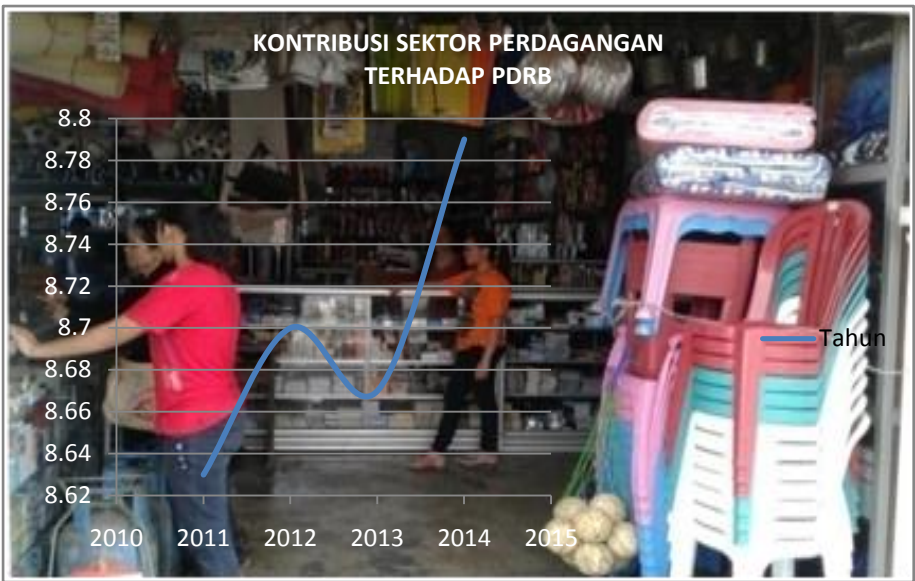 KONTRIBUSI SEKTOR PERDAGANGAN
TERHADAP PDRB
8.8
8.78
8.76
8.74
8.72
8.7
8.68
8.66
8.64
8.62
2010 2011 2012 2013 2014 2015
Tahun